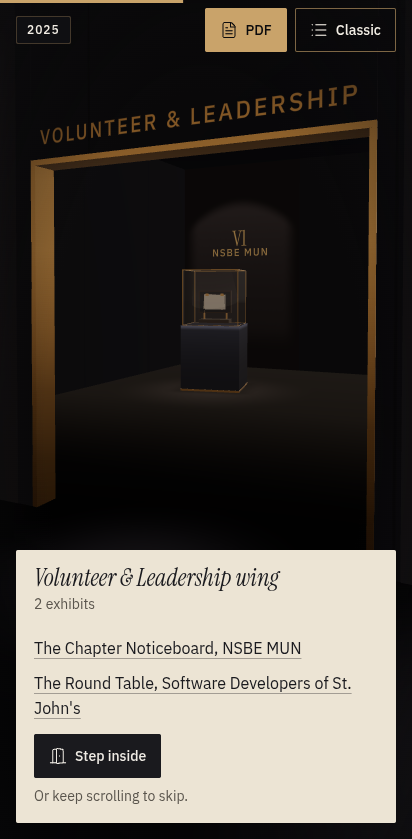 2025
PDF
Classic
VOLUNTEER & LEADERSHIP
VI
NSBE MUN
Volunteer & Leadership wing
2 exhibits
The Chapter Noticeboard, NSBE MUN
The Round Table, Software Developers of St.
John's
Step inside
Or keep scrolling to skip.